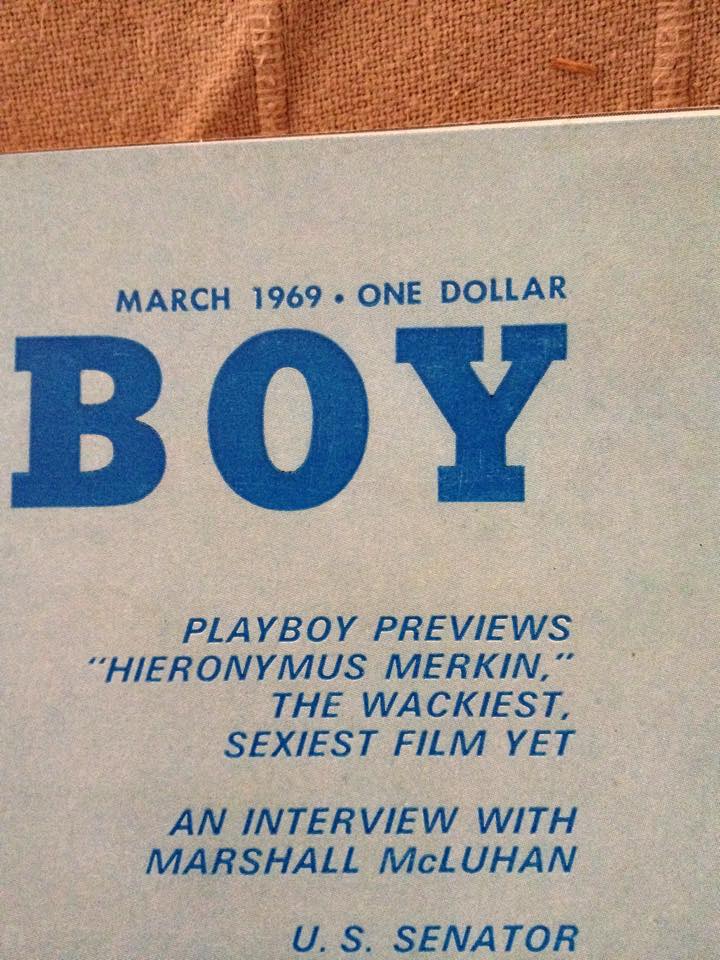 MARCH 1969 • ONE DOLLAR
BOY
PLAYBOY PREVIEWS
"HIERONYMUS MERKIN,"
THE WACKIEST,
SEXIEST FILM YET
AN INTERVIEW WITH
MARSHALL McLUHAN
U. S. SENATOR